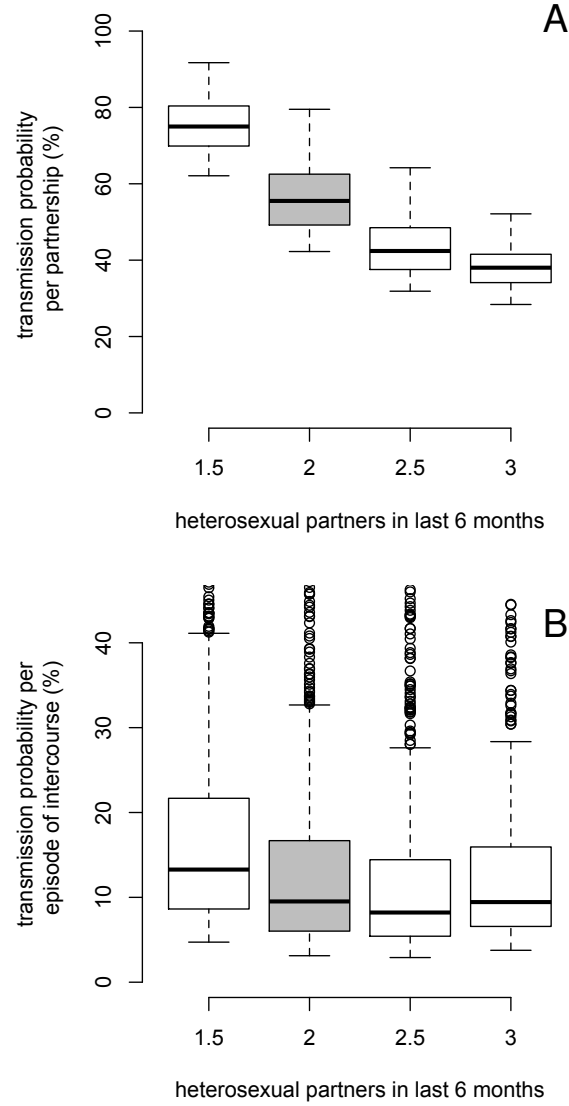 A
transmission probability
per partnership (%)
100
80
60
40
20
0
1.5 2 2.5 3
heterosexual partners in last 6 months
B
transmission probability per
episode of intercourse (%)
40
30
20
10
0
1.5 2 2.5 3
heterosexual partners in last 6 months